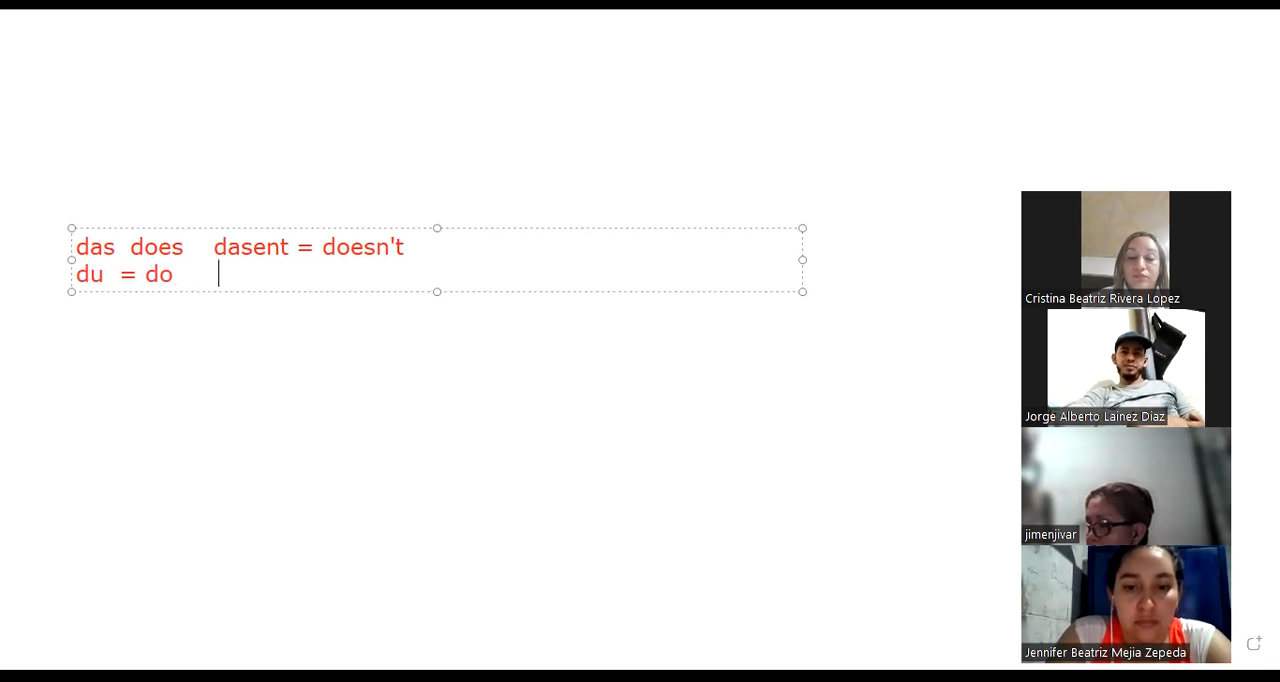 das does dasent = doesn't
du = do
Cristina Beatriz Rivera Lopez
Jorge Alberto Lainez Diaz
jimenjivar
Jennifer Beatriz Mejia Zepeda